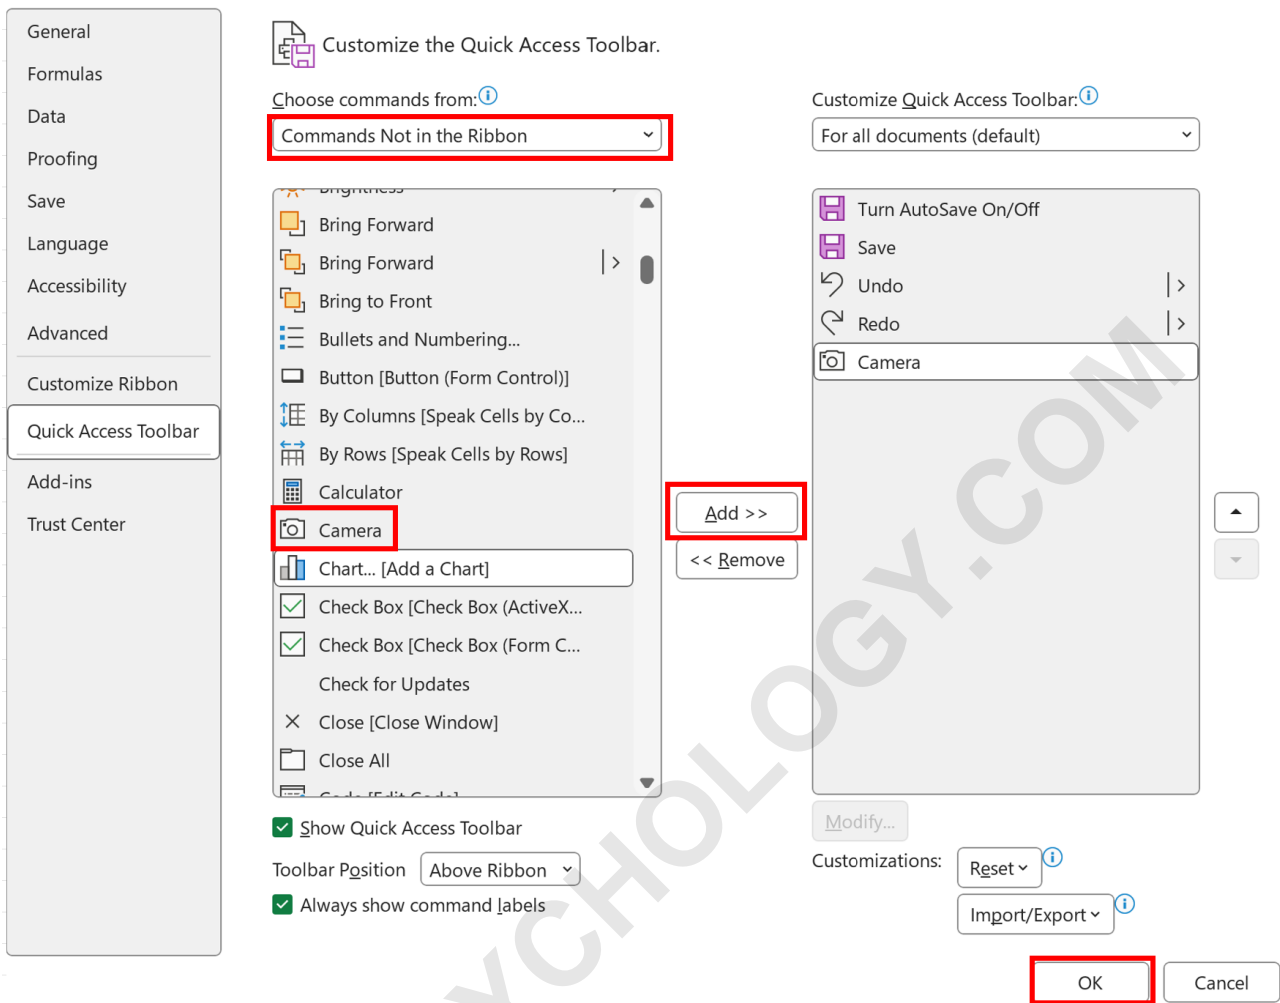 General
Formulas
Data
Proofing
Save
Language
Accessibility
Advanced
Customize Ribbon
Quick Access Toolbar
Add-ins
Trust Center
Customize the Quick Access Toolbar.
Choose commands from:
Commands Not in the Ribbon
Brightness
Bring Forward
Bring Forward
Bring to Front
Bullets and Numbering...
Button [Button (Form Control)]
By Columns [Speak Cells by Co...
By Rows [Speak Cells by Rows]
Calculator
Camera
Chart... [Add a Chart]
Check Box [Check Box (ActiveX...
Check Box [Check Box (Form C...
Check for Updates
Close [Close Window]
Close All
Code [Edit Code]
Show Quick Access Toolbar
Toolbar Position Above Ribbon
Always show command labels
Add >>
<< Remove
Customize Quick Access Toolbar:
For all documents (default)
Turn AutoSave On/Off
Save
Undo
Redo
Camera
Modify...
Customizations: Reset
Import/Export
OK Cancel
YCHOLOGY.COM